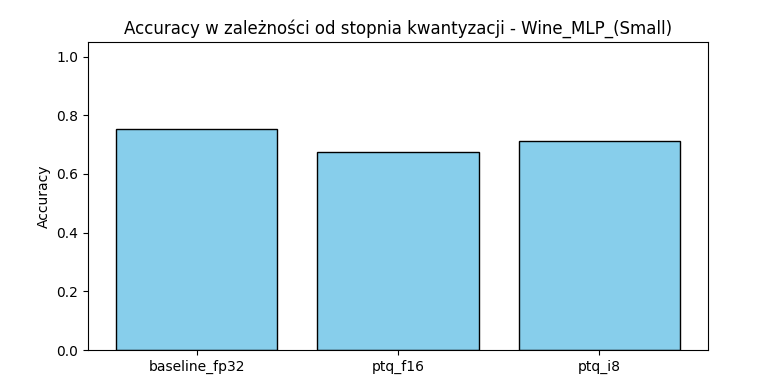 Accuracy w zależności od stopnia kwantyzacji - Wine_MLP_(Small)
1.0
0.8
0.6
0.4
0.2
0.0
Accuracy
baseline_fp32 ptq_f16 ptq_i8